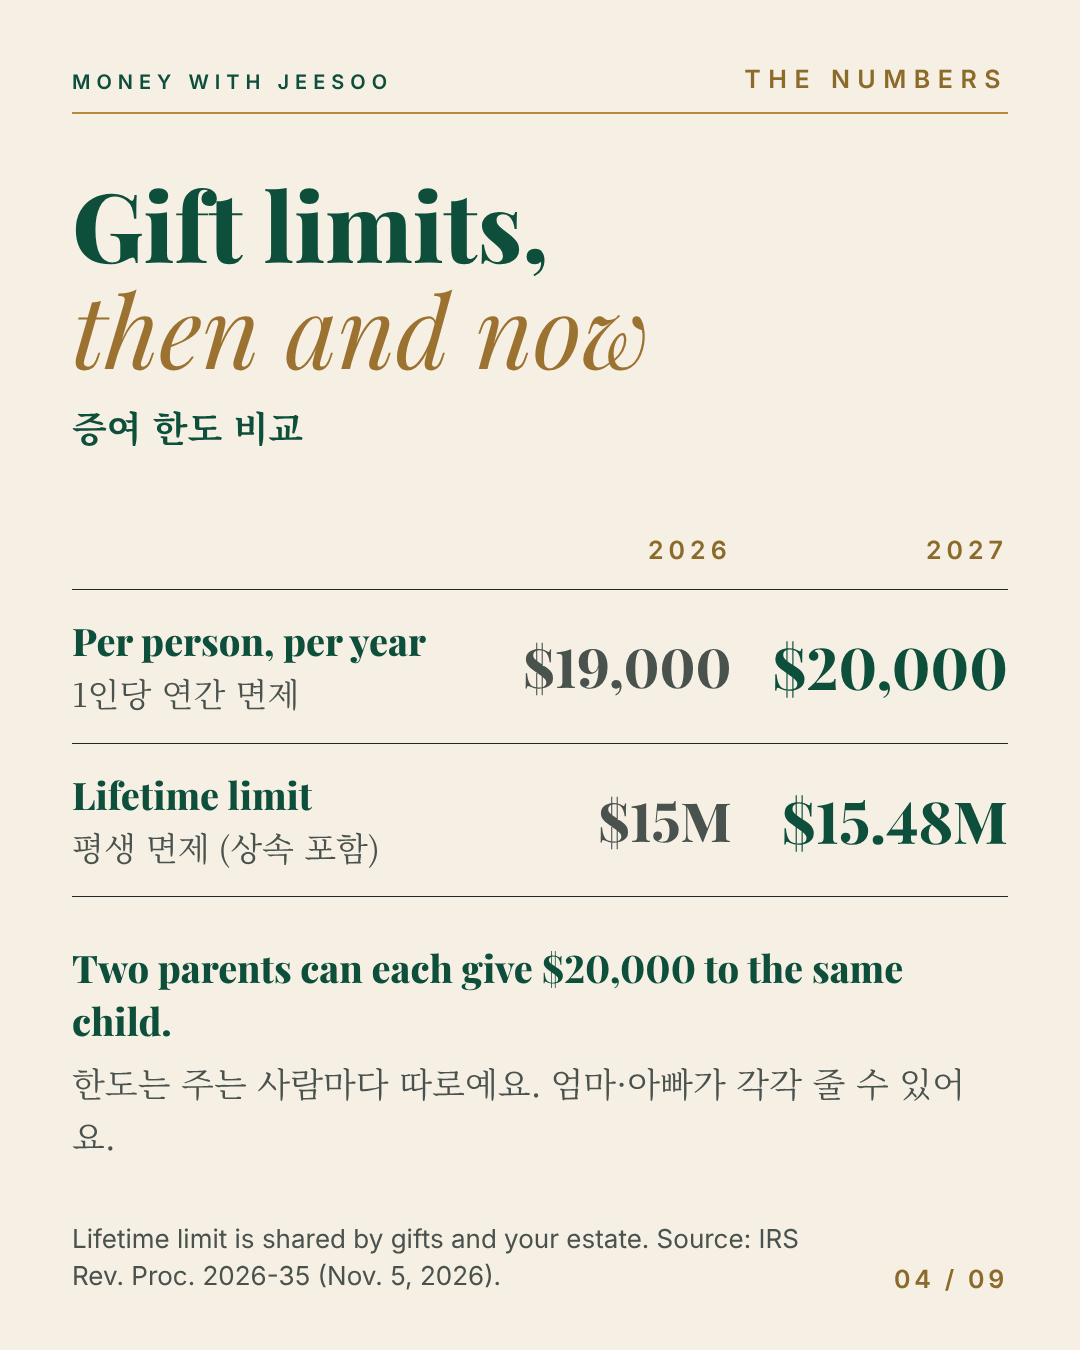 MONEY WITH JEESOO
THE NUMBERS
Gift limits,
then and now
증여 한도 비교
2026 2027
Per person, per year
1인당 연간 면제
$19,000 $20,000
Lifetime limit
평생 면제 (상속 포함)
$15M $15.48M
Two parents can each give $20,000 to the same
child.
한도는 주는 사람마다 따로예요. 엄마·아빠가 각각 줄 수 있어
요.
Lifetime limit is shared by gifts and your estate. Source: IRS
Rev. Proc. 2026-35 (Nov. 5, 2026).
04 / 09